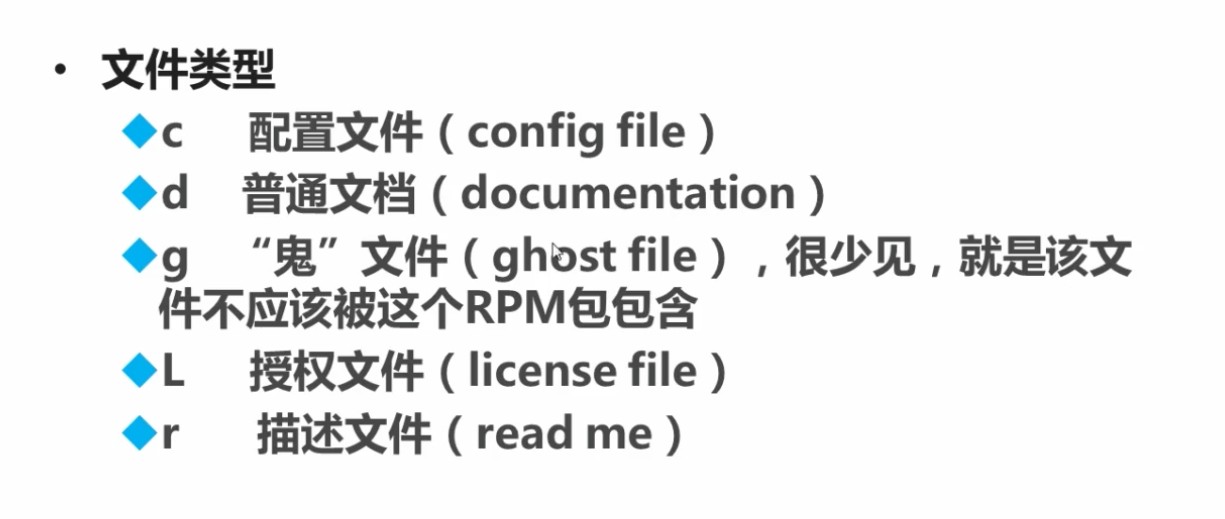 • 文件类型
◆c 配置文件（config file）
◆d 普通文档（documentation）
◆g “鬼”文件（ghost file），很少见，就是该文
件不应该被这个RPM包包含
◆L 授权文件（license file）
◆r 描述文件（read me）